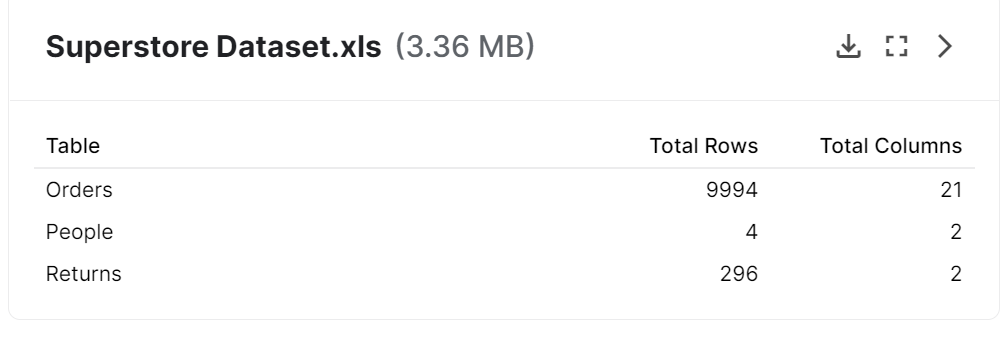 Superstore Dataset.xls (3.36 MB)
Table Total Rows Total Columns
Orders 9994 21
People 4 2
Returns 296 2